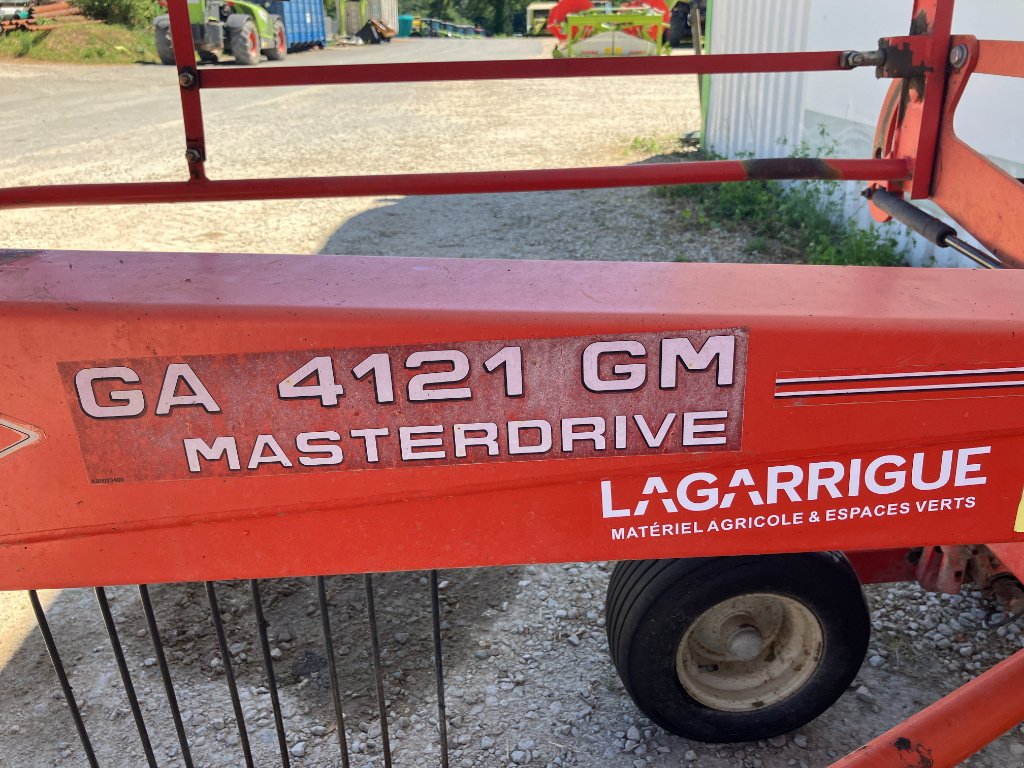 GA 4121 GM
MASTERDRIVE
LAGARRIGUE
MATÉRIEL AGRICOLE & ESPACES VERTS